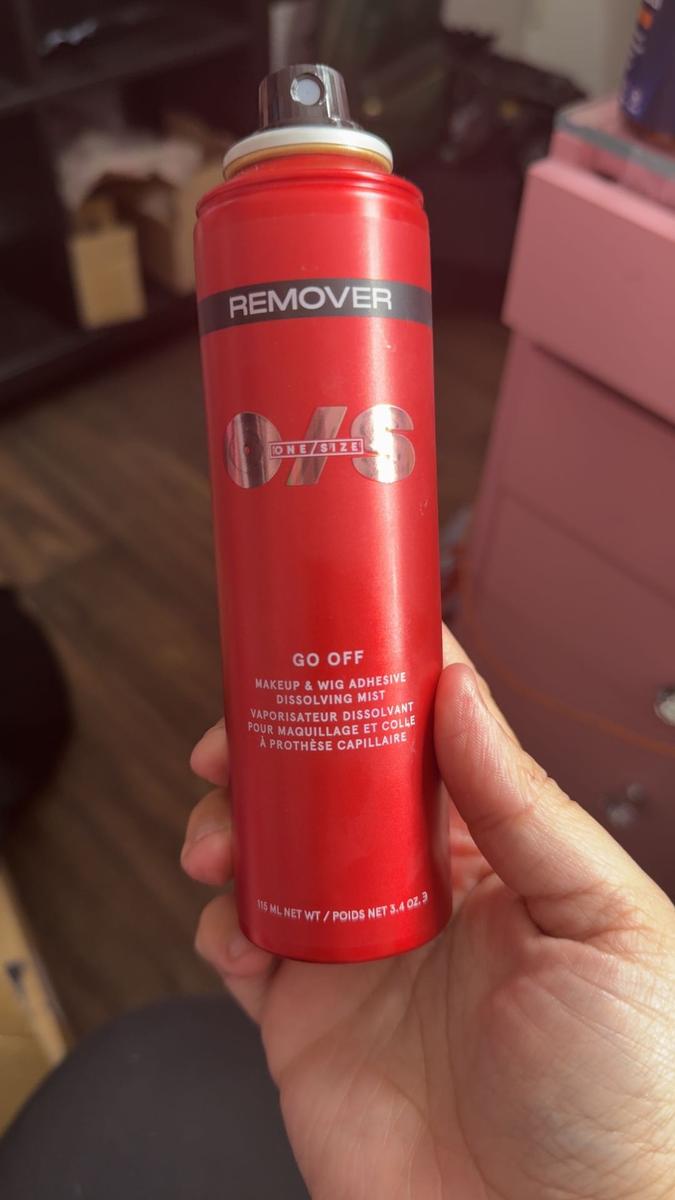 REMOVER
O/S
ONE/SIZE
GO OFF
MAKEUP & WIG ADHESIVE
DISSOLVING MIST
VAPORISATEUR DISSOLVANT
POUR MAQUILLAGE ET COLLE
À PROTHÈSE CAPILLAIRE
115 ML NET WT / POIDS NET 3.4 OZ. ℮